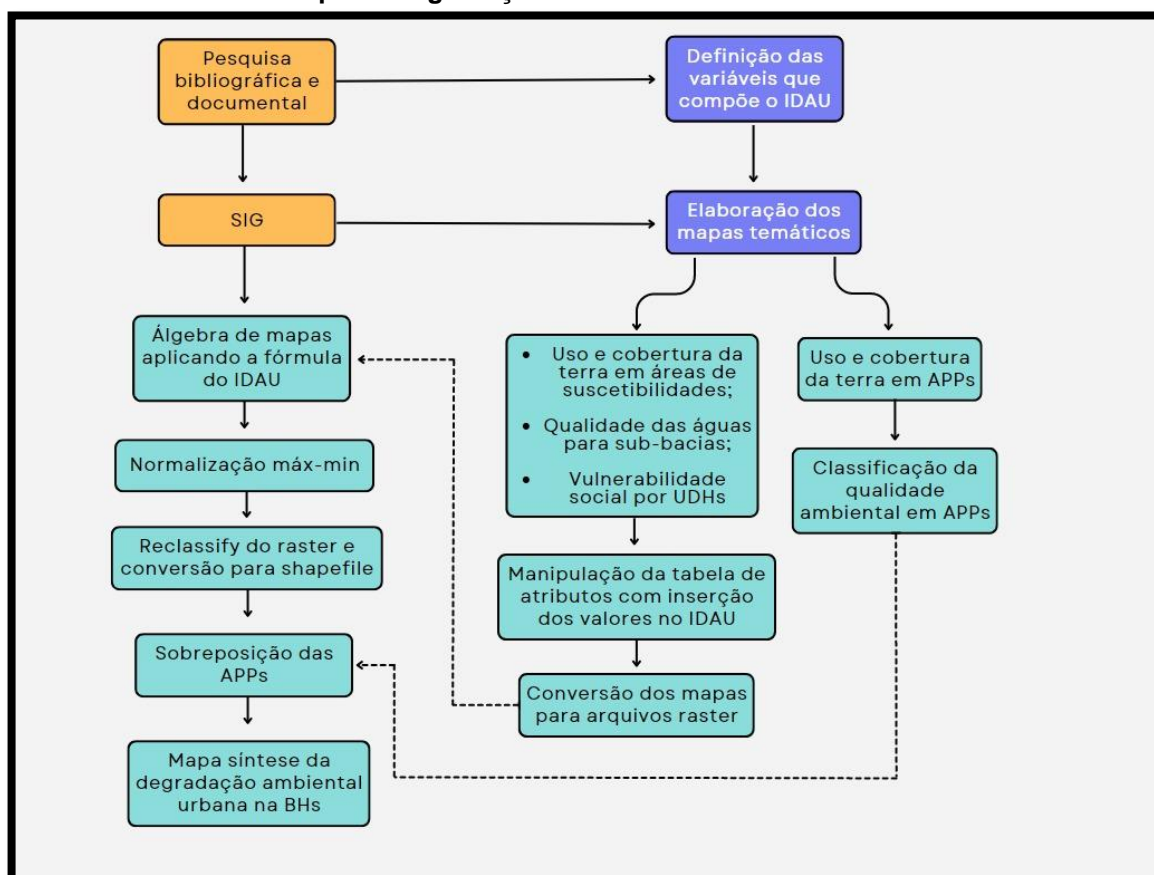 Pesquisa
bibliográfica e
documental
Definição das
variáveis que
compõe o IDAU
SIG
Elaboração dos
mapas temáticos
Álgebra de mapas
aplicando a fórmula
do IDAU
• Uso e cobertura da
terra em áreas de
suscetibilidades;
• Qualidade das águas
para sub-bacias;
• Vulnerabilidade
social por UDHs
Uso e cobertura
da terra em APPs
Normalização máx-min
Classificação da
qualidade
ambiental em APPs
Reclassify do raster e
conversão para shapefile
Manipulação da tabela de
atributos com inserção
dos valores no IDAU
Sobreposição das
APPs
Conversão dos mapas
para arquivos raster
Mapa síntese da
degradação ambiental
urbana na BHs